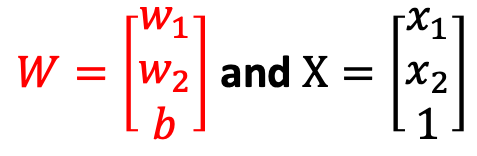 W = [w₁ w₂ b] and X = [x₁ x₂ 1]